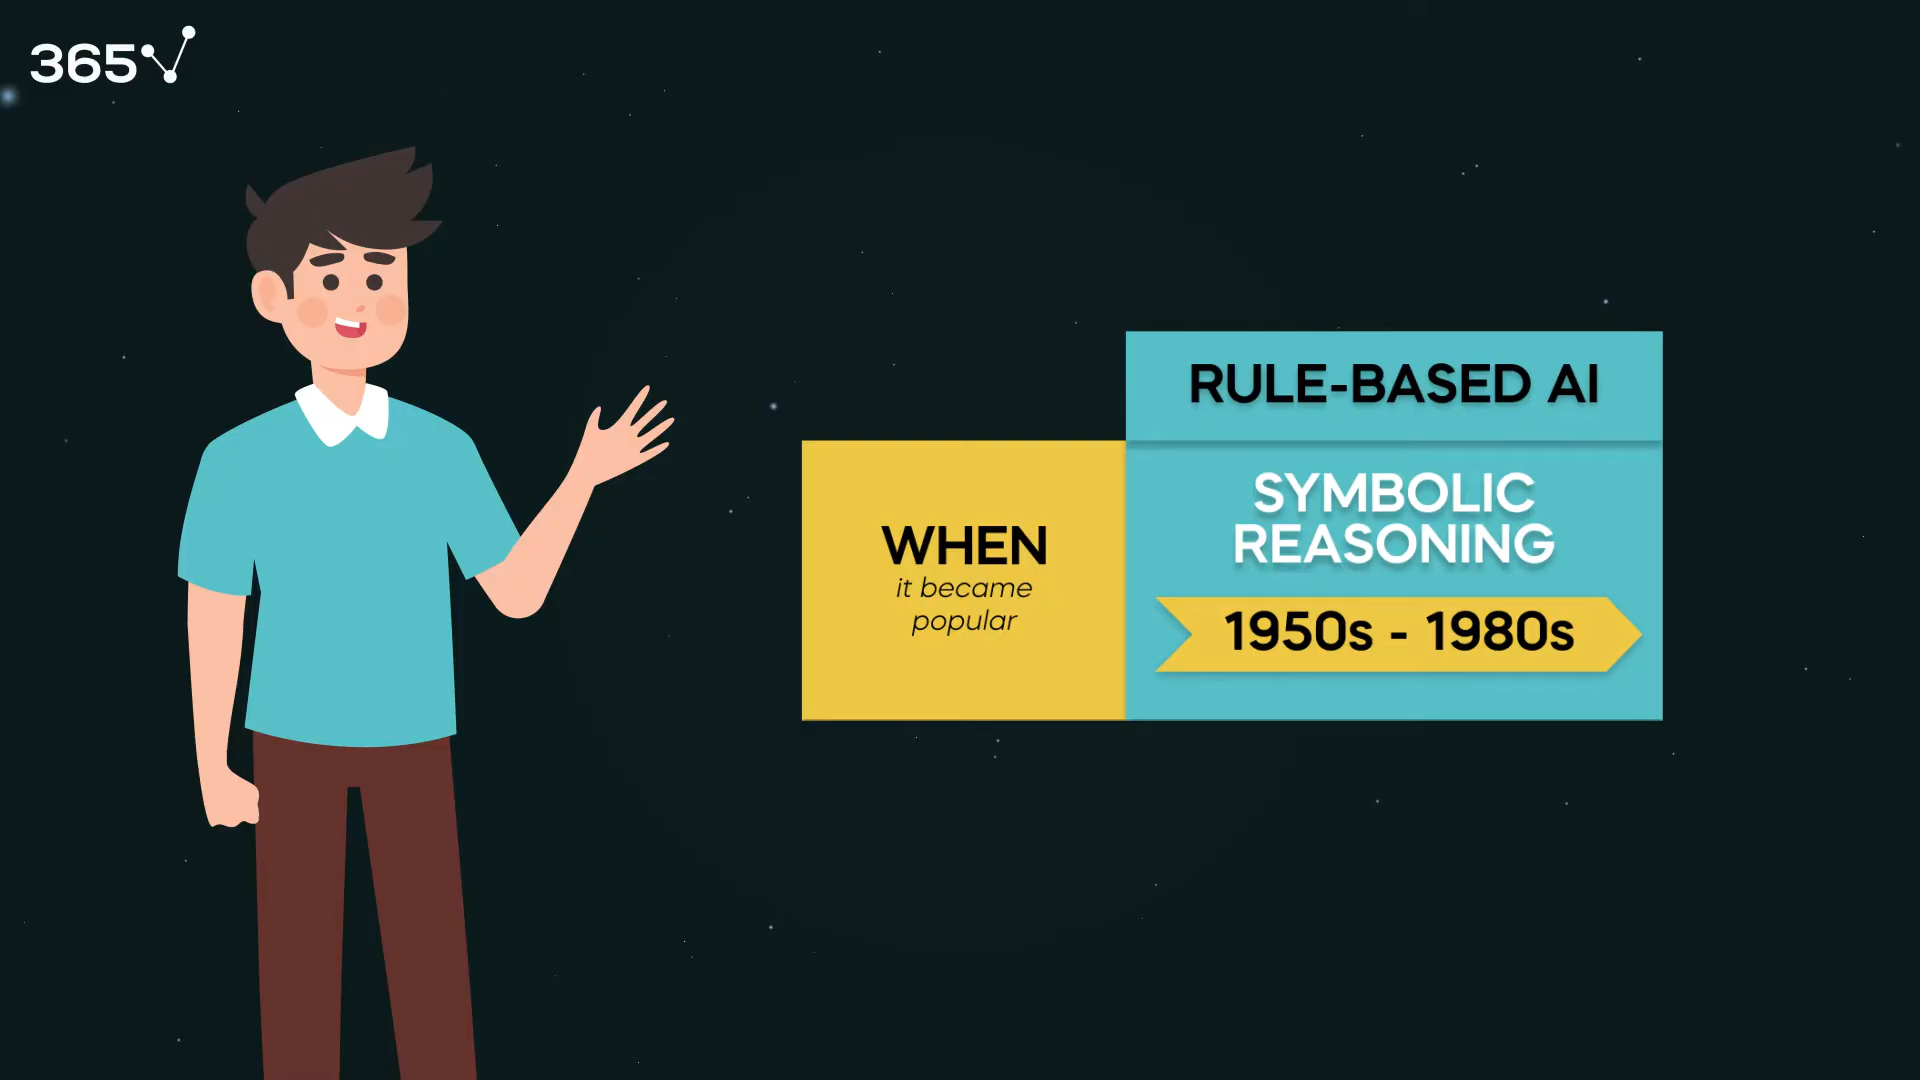 365
RULE-BASED AI
WHEN
it became
popular
SYMBOLIC
REASONING
1950s - 1980s